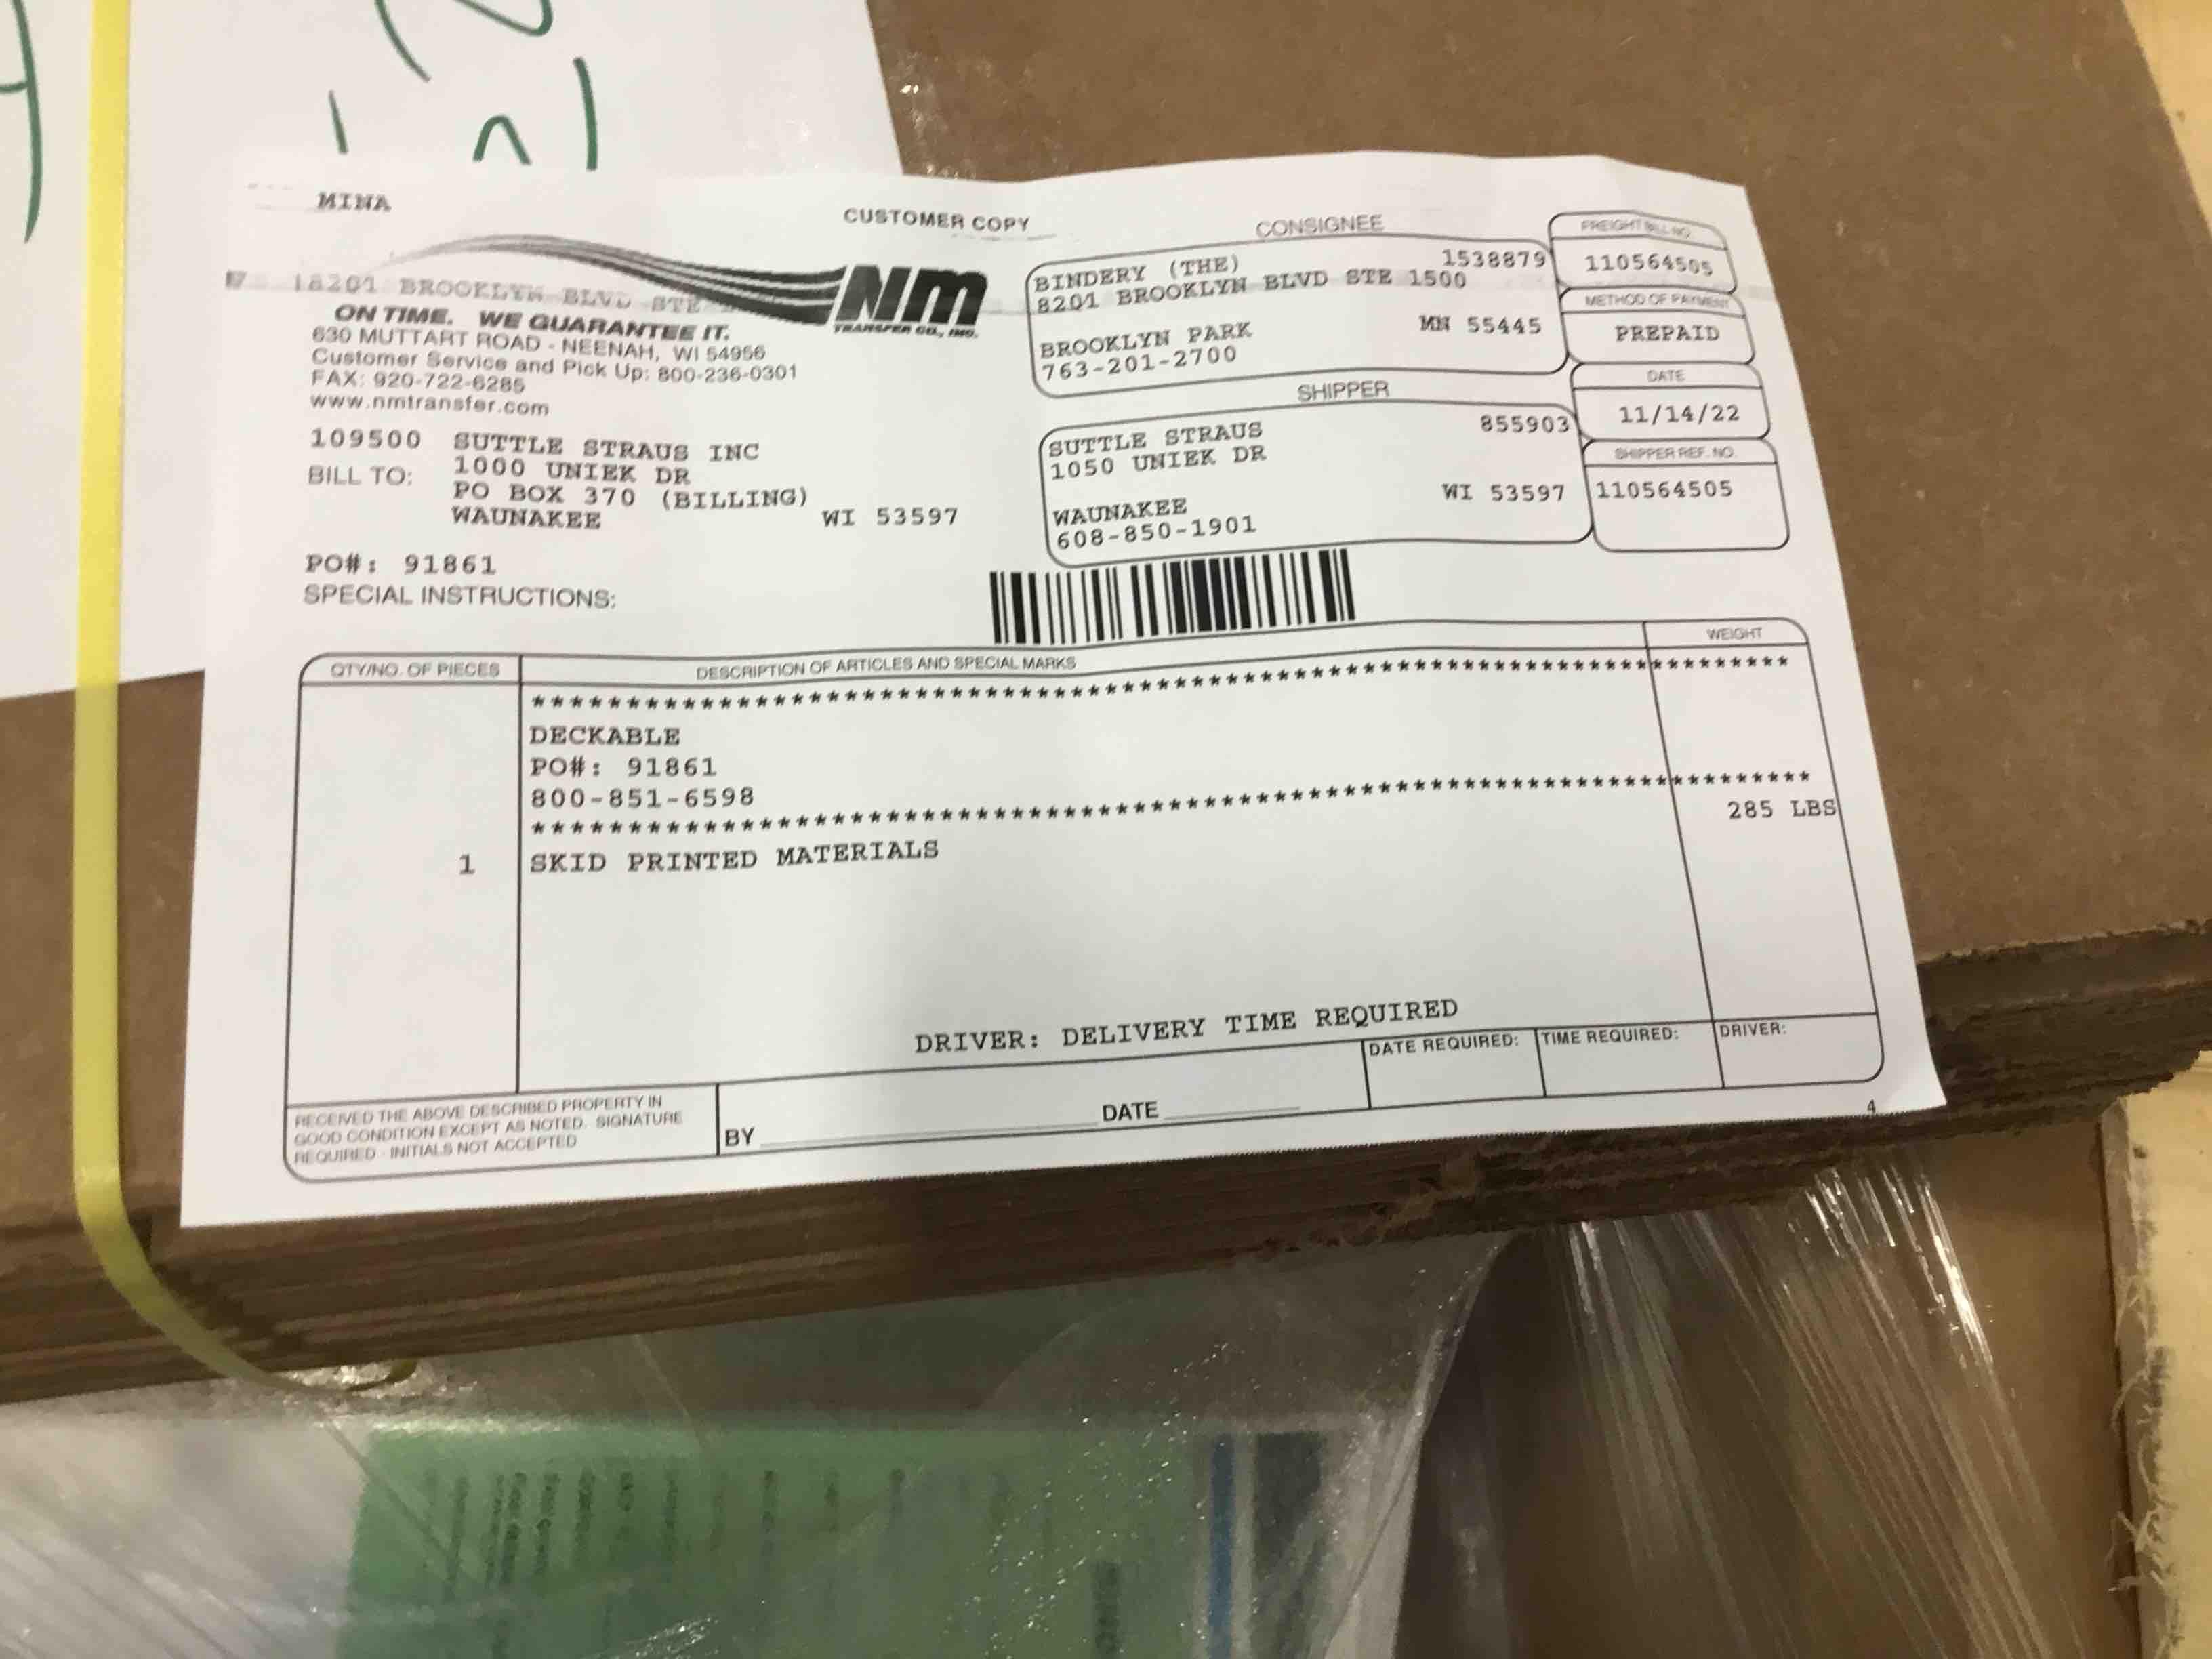 MINA
CUSTOMER COPY
18201 BROOKLYN BLVD STE
NM
TRANSFER CO., INC.
ON TIME. WE GUARANTEE IT.
630 MUTTART ROAD - NEENAH, WI 54956
Customer Service and Pick Up: 800-236-0301
FAX: 920-722-6285
www.nmtransfer.com
109500 SUTTLE STRAUS INC
BILL TO: 1000 UNIEK DR
PO BOX 370 (BILLING)
WAUNAKEE WI 53597
PO#: 91861
SPECIAL INSTRUCTIONS:
CONSIGNEE
BINDERY (THE) 1538879
8201 BROOKLYN BLVD STE 1500
BROOKLYN PARK MN 55445
763-201-2700
SHIPPER
SUTTLE STRAUS 855903
1050 UNIEK DR
WAUNAKEE WI 53597
608-850-1901
FREIGHT BILL NO.
110564505
METHOD OF PAYMENT
PREPAID
DATE
11/14/22
SHIPPER REF. NO.
110564505
QTY/NO. OF PIECES DESCRIPTION OF ARTICLES AND SPECIAL MARKS WEIGHT
******************************************************************************
DECKABLE
PO#: 91861
800-851-6598
******************************************************************************
1 SKID PRINTED MATERIALS 285 LBS
DRIVER: DELIVERY TIME REQUIRED
RECEIVED THE ABOVE DESCRIBED PROPERTY IN
GOOD CONDITION EXCEPT AS NOTED. SIGNATURE
REQUIRED - INITIALS NOT ACCEPTED
BY DATE
DATE REQUIRED: TIME REQUIRED: DRIVER:
4